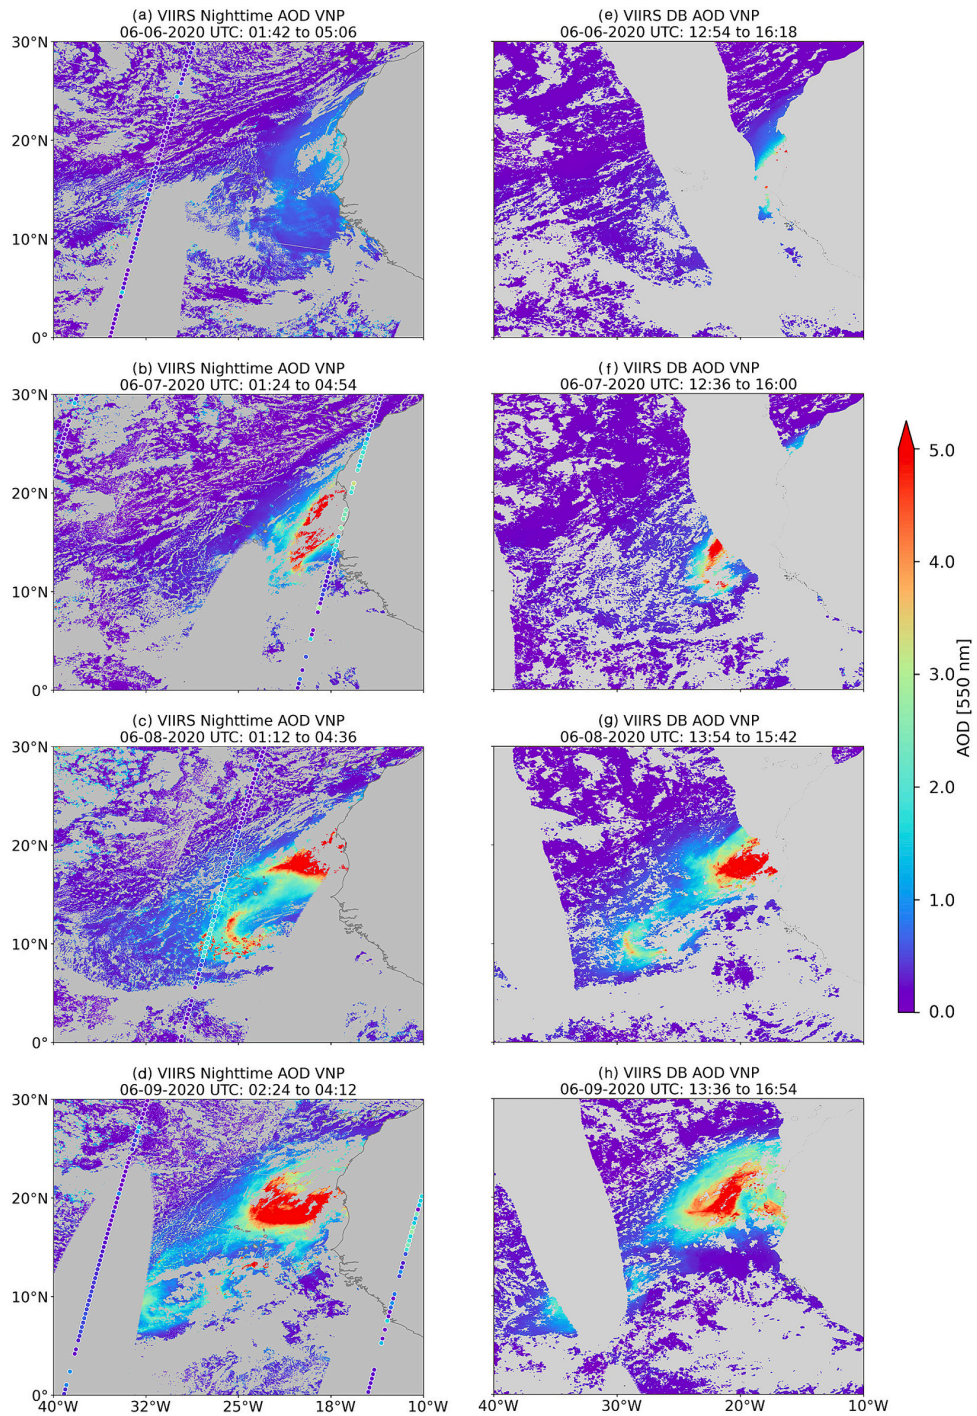 (a) VIIRS Nighttime AOD VNP
06-06-2020 UTC: 01:42 to 05:06
(e) VIIRS DB AOD VNP
06-06-2020 UTC: 12:54 to 16:18
30°N
20°N
10°N
0°
(b) VIIRS Nighttime AOD VNP
06-07-2020 UTC: 01:24 to 04:54
(f) VIIRS DB AOD VNP
06-07-2020 UTC: 12:36 to 16:00
30°N
20°N
10°N
0°
(c) VIIRS Nighttime AOD VNP
06-08-2020 UTC: 01:12 to 04:36
(g) VIIRS DB AOD VNP
06-08-2020 UTC: 13:54 to 15:42
30°N
20°N
10°N
0°
(d) VIIRS Nighttime AOD VNP
06-09-2020 UTC: 02:24 to 04:12
(h) VIIRS DB AOD VNP
06-09-2020 UTC: 13:36 to 16:54
30°N
20°N
10°N
0°
40°W 32°W 25°W 18°W 10°W
40°W 30°W 20°W 10°W
5.0
4.0
3.0
2.0
1.0
0.0
AOD [550 nm]